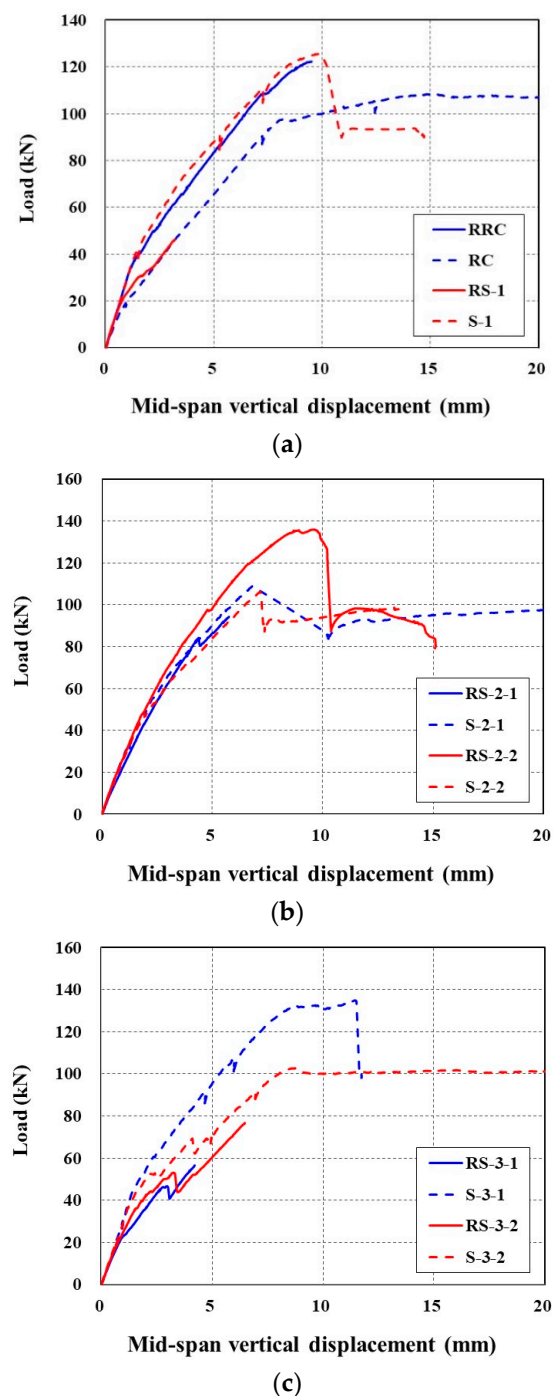 140
120
100
80
60
40
20
0
Load (kN)
RRC
RC
RS-1
S-1
0 5 10 15 20
Mid-span vertical displacement (mm)
(a)
160
140
120
100
80
60
40
20
0
Load (kN)
RS-2-1
S-2-1
RS-2-2
S-2-2
0 5 10 15 20
Mid-span vertical displacement (mm)
(b)
160
140
120
100
80
60
40
20
0
Load (kN)
RS-3-1
S-3-1
RS-3-2
S-3-2
0 5 10 15 20
Mid-span vertical displacement (mm)
(c)